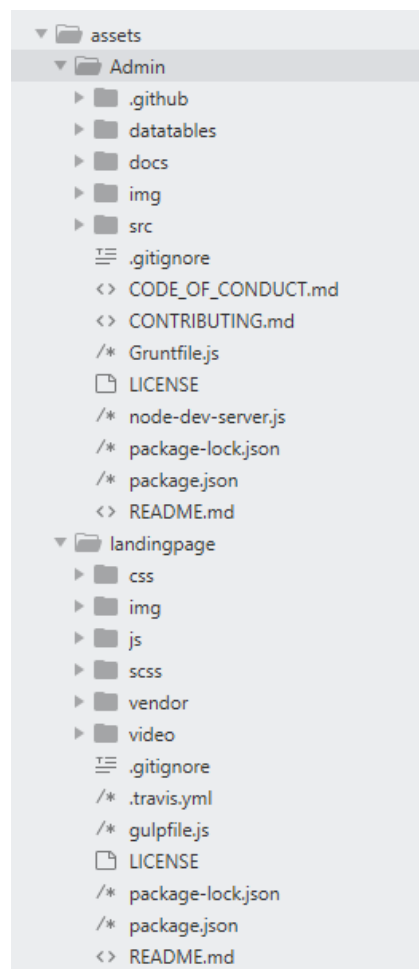 assets
Admin
.github
datatables
docs
img
src
.gitignore
<> CODE_OF_CONDUCT.md
<> CONTRIBUTING.md
/* Gruntfile.js
LICENSE
/* node-dev-server.js
/* package-lock.json
/* package.json
<> README.md
landingpage
css
img
js
scss
vendor
video
.gitignore
/* .travis.yml
/* gulpfile.js
LICENSE
/* package-lock.json
/* package.json
<> README.md